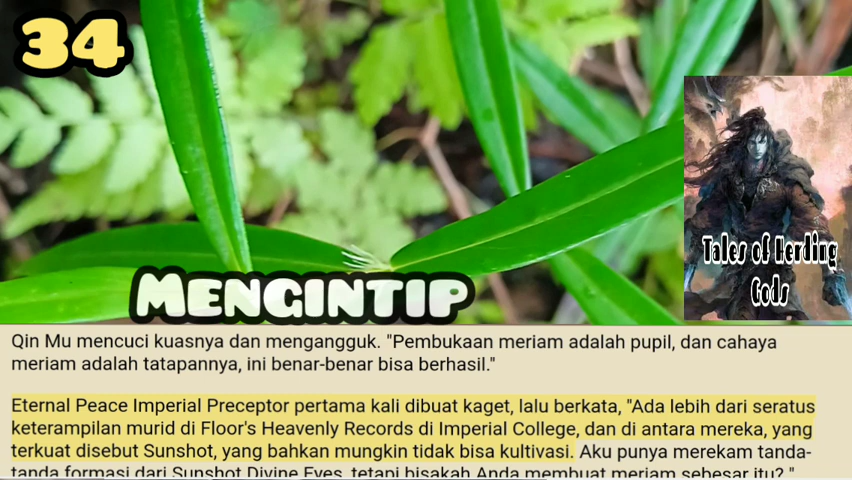 34
Tales of Herding
Gods
MENGINTIP
Qin Mu mencuci kuasnya dan mengangguk. "Pembukaan meriam adalah pupil, dan cahaya
meriam adalah tatapannya, ini benar-benar bisa berhasil."
Eternal Peace Imperial Preceptor pertama kali dibuat kaget, lalu berkata, "Ada lebih dari seratus
keterampilan murid di Floor's Heavenly Records di Imperial College, dan di antara mereka, yang
terkuat disebut Sunshot, yang bahkan mungkin tidak bisa kultivasi. Aku punya merekam tanda-
tanda formasi dari Sunshot Divine Eyes, tetapi bisakah Anda membuat meriam sebesar itu? "